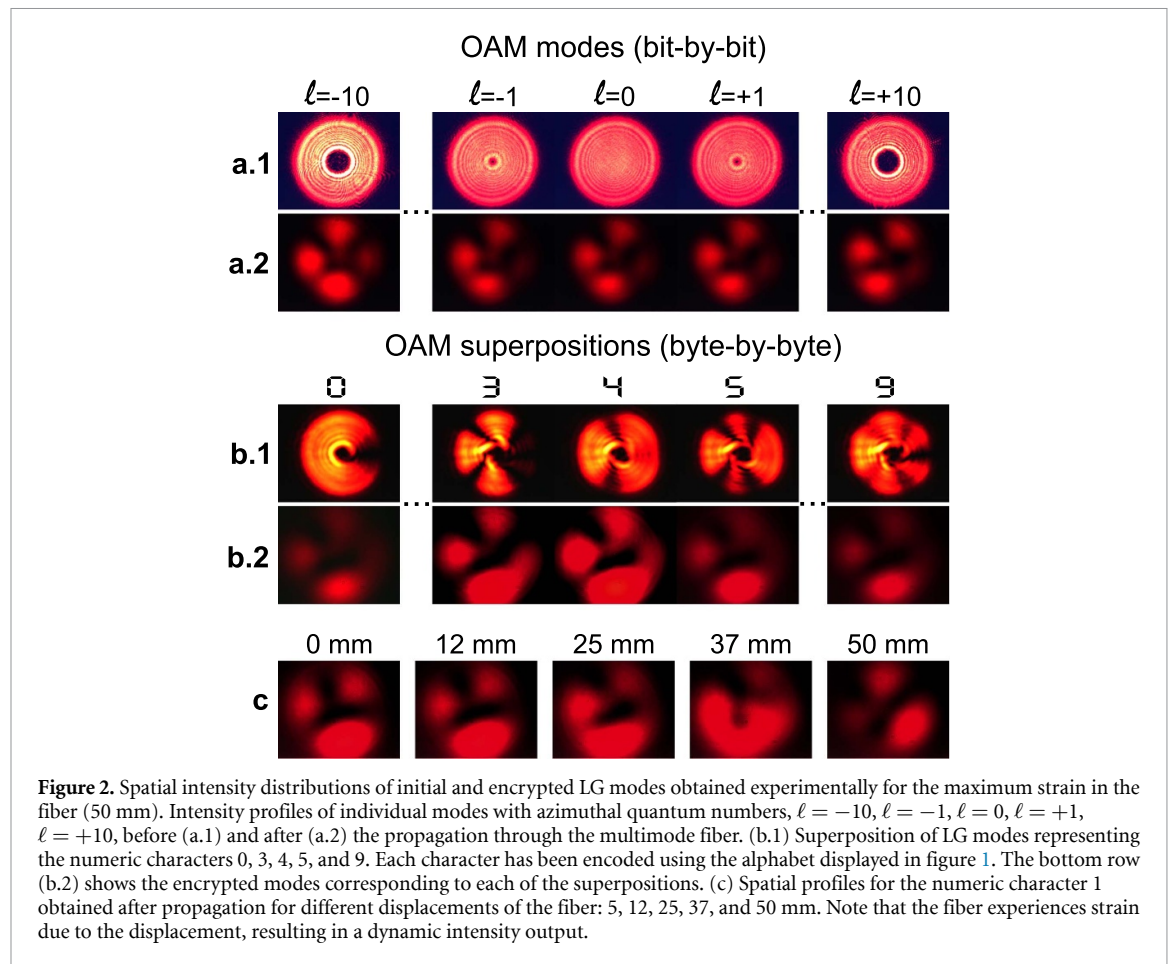 OAM modes (bit-by-bit)
ℓ=-10 ℓ=-1 ℓ=0 ℓ=+1 ℓ=+10
a.1
... ...
a.2
OAM superpositions (byte-by-byte)
0 3 4 5 9
b.1
... ...
b.2
0 mm 12 mm 25 mm 37 mm 50 mm
c
Figure 2. Spatial intensity distributions of initial and encrypted LG modes obtained experimentally for the maximum strain in the
fiber (50 mm). Intensity profiles of individual modes with azimuthal quantum numbers, ℓ = −10, ℓ = −1, ℓ = 0, ℓ = +1,
ℓ = +10, before (a.1) and after (a.2) the propagation through the multimode fiber. (b.1) Superposition of LG modes representing
the numeric characters 0, 3, 4, 5, and 9. Each character has been encoded using the alphabet displayed in figure 1. The bottom row
(b.2) shows the encrypted modes corresponding to each of the superpositions. (c) Spatial profiles for the numeric character 1
obtained after propagation for different displacements of the fiber: 5, 12, 25, 37, and 50 mm. Note that the fiber experiences strain
due to the displacement, resulting in a dynamic intensity output.